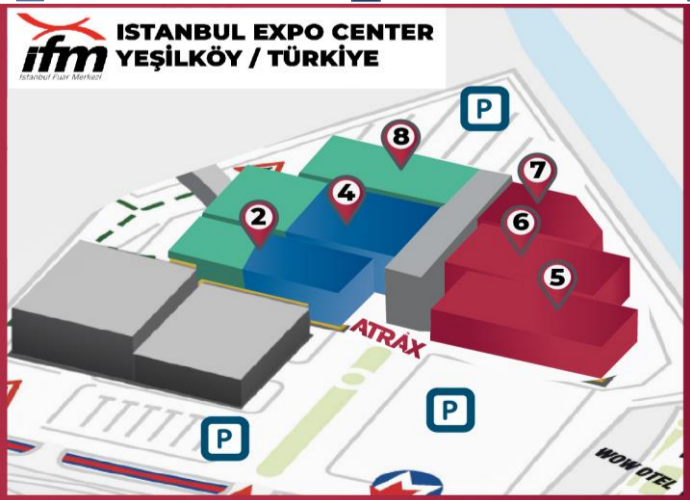 ifm
Istanbul Fuar Merkezi
ISTANBUL EXPO CENTER
YEŞİLKÖY / TÜRKİYE
P
8
7
4
2
6
5
ATRAX
P
P
WOW OTEL